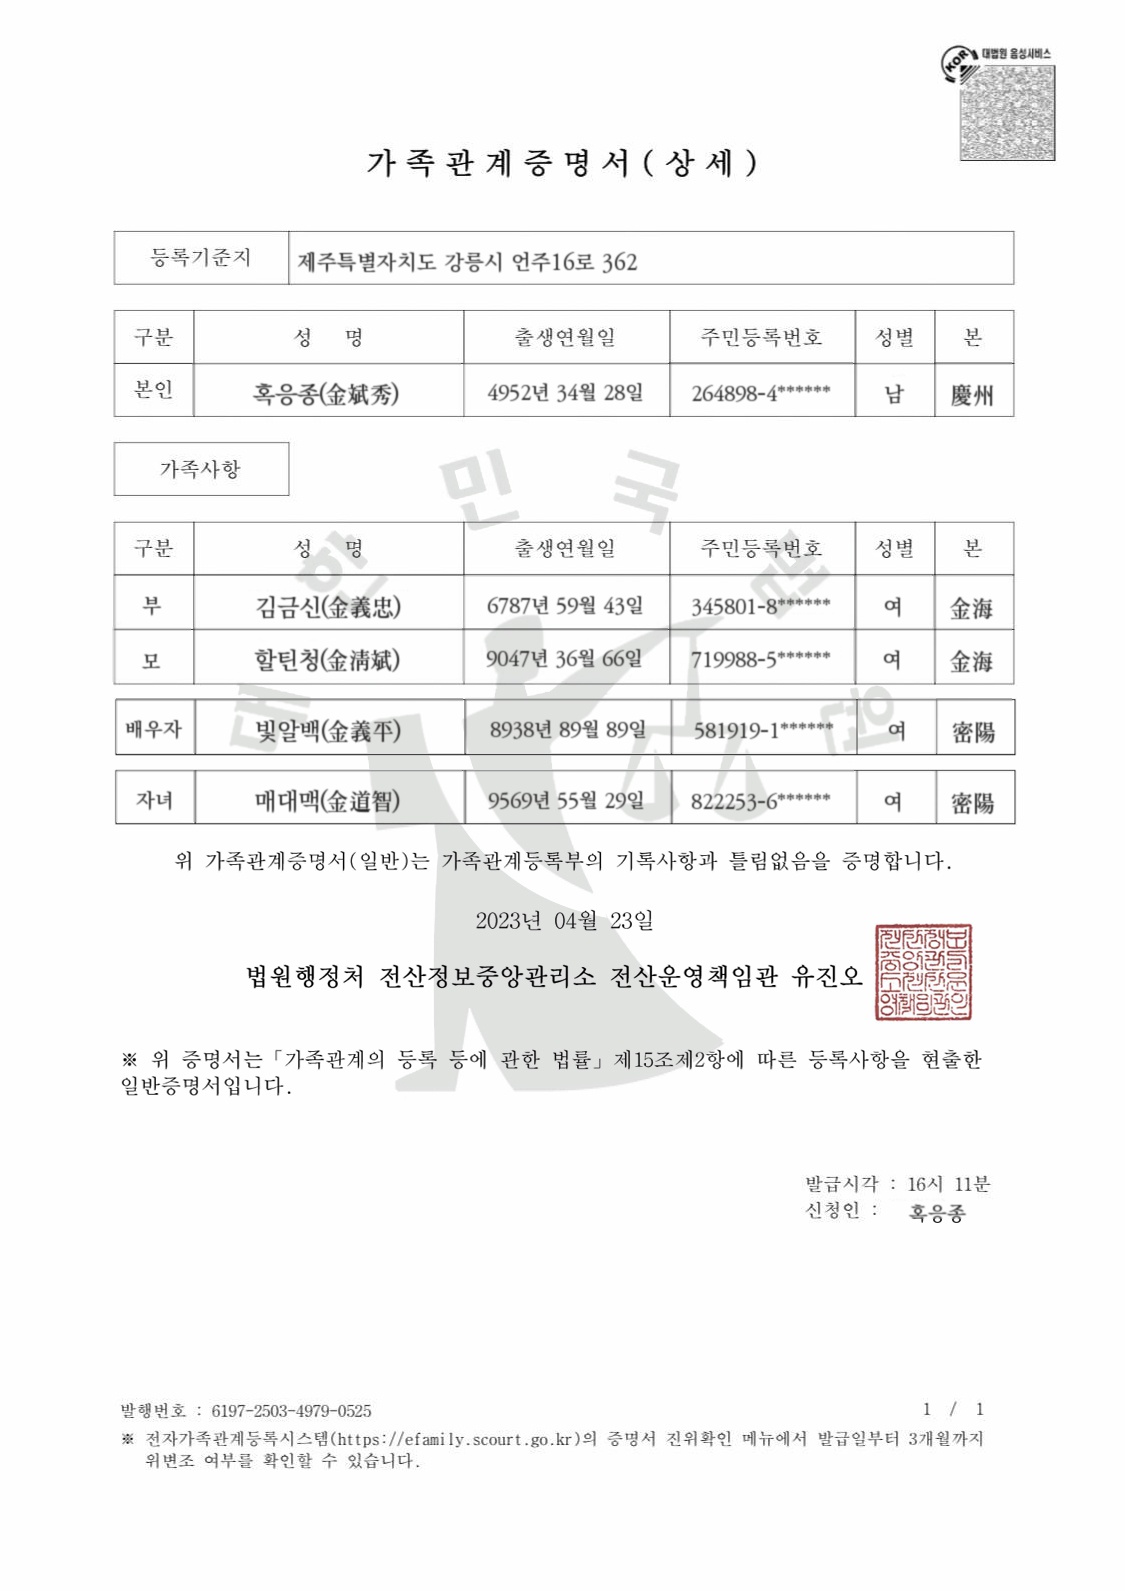 KOR 대법원 음성서비스
가족관계증명서(상세)
등록기준지 제주특별자치도 강릉시 언주16로 362
구분 성 명 출생연월일 주민등록번호 성별 본
본인 혹응종(金斌秀) 4952년 34월 28일 264898-4****** 남 慶州
가족사항
구분 성 명 출생연월일 주민등록번호 성별 본
부 김금신(金義忠) 6787년 59월 43일 345801-8****** 여 金海
모 할틴청(金淸斌) 9047년 36월 66일 719988-5****** 여 金海
배우자 빛알백(金義平) 8938년 89월 89일 581919-1****** 여 密陽
자녀 매대맥(金道智) 9569년 55월 29일 822253-6****** 여 密陽
대한민국법원
위 가족관계증명서(일반)는 가족관계등록부의 기록사항과 틀림없음을 증명합니다.
2023년 04월 23일
법원행정처 전산정보중앙관리소 전산운영책임관 유진오
※ 위 증명서는「가족관계의 등록 등에 관한 법률」제15조제2항에 따른 등록사항을 현출한
일반증명서입니다.
발급시각 : 16시 11분
신청인 : 혹응종
발행번호 : 6197-2503-4979-0525
1 / 1
※ 전자가족관계등록시스템(https://efamily.scourt.go.kr)의 증명서 진위확인 메뉴에서 발급일부터 3개월까지
위변조 여부를 확인할 수 있습니다.